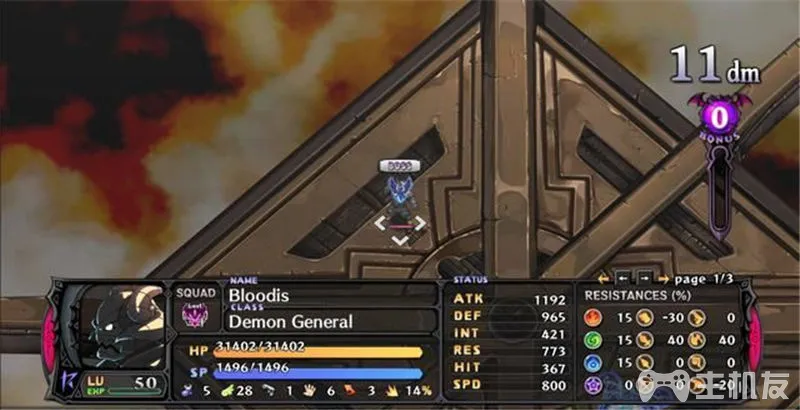 11dm
0
BONUS
BOSS
← ← → → page 1/3
NAME
SQUAD Bloodis
CLASS
Demon General
HP 31402/31402
SP 1496/1496
LV 50
EXP
5 28 1 6 3 14%
STATUS
ATK 1192
DEF 965
INT 421
RES 773
HIT 367
SPD 800
RESISTANCES (%)
15 -30 0
15 40 40
15 0 0
0 0 -20
主机友